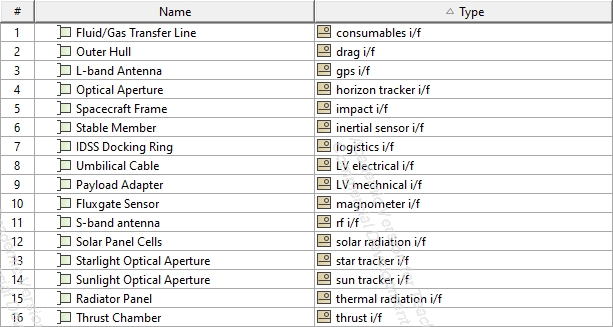 # Name Type
1 Fluid/Gas Transfer Line consumables i/f
2 Outer Hull drag i/f
3 L-band Antenna gps i/f
4 Optical Aperture horizon tracker i/f
5 Spacecraft Frame impact i/f
6 Stable Member inertial sensor i/f
7 IDSS Docking Ring logistics i/f
8 Umbilical Cable LV electrical i/f
9 Payload Adapter LV mechnical i/f
10 Fluxgate Sensor magnometer i/f
11 S-band antenna rf i/f
12 Solar Panel Cells solar radiation i/f
13 Starlight Optical Aperture star tracker i/f
14 Sunlight Optical Aperture sun tracker i/f
15 Radiator Panel thermal radiation i/f
16 Thrust Chamber thrust i/f